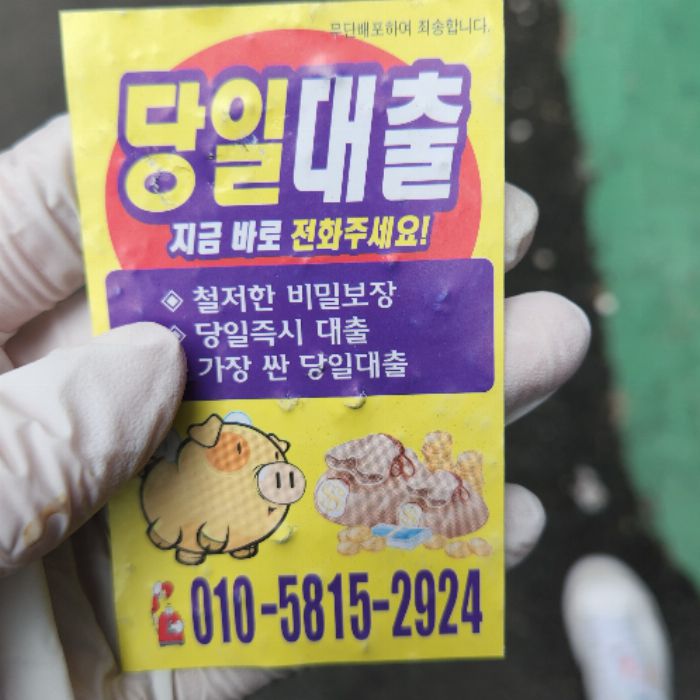 무단배포하여 죄송합니다.
당일대출
지금 바로 전화주세요!
◈ 철저한 비밀보장
◈ 당일즉시 대출
가장 싼 당일대출
010-5815-2924